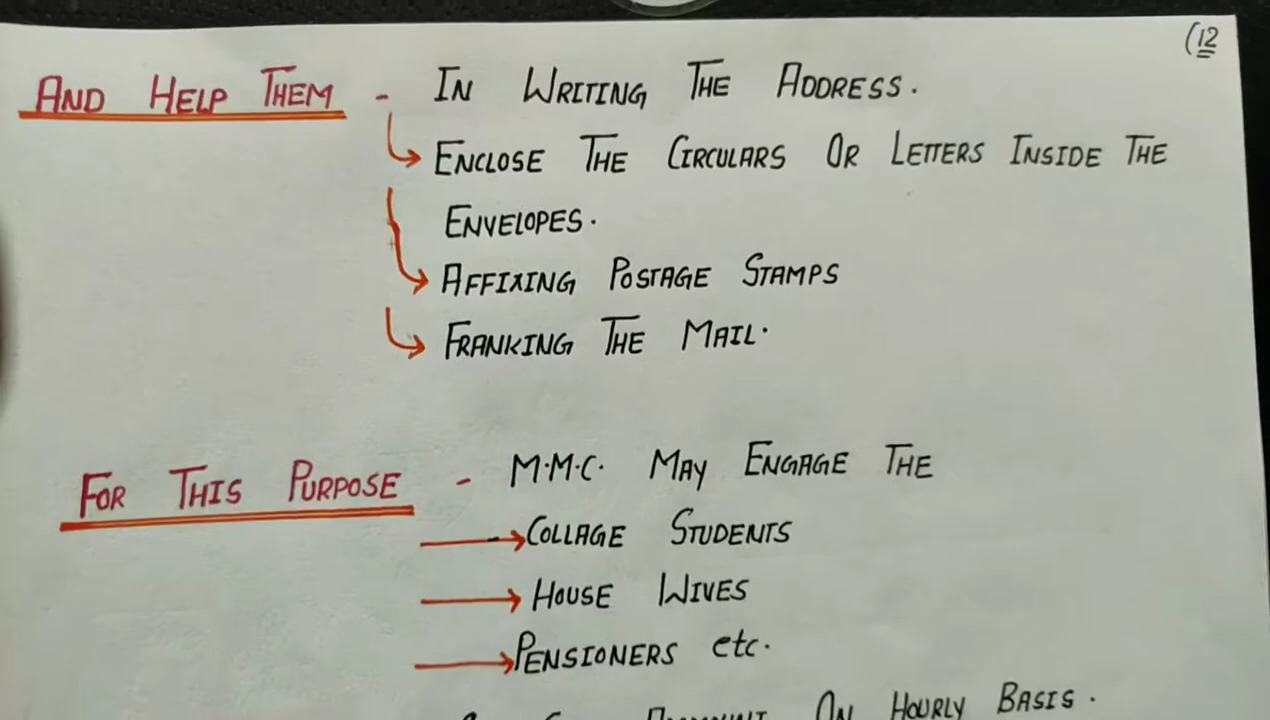 (12
AND HELP THEM - IN WRITING THE ADDRESS.
ENCLOSE THE CIRCULARS OR LETTERS INSIDE THE
ENVELOPES.
AFFIXING POSTAGE STAMPS
FRANKING THE MAIL.
FOR THIS PURPOSE - M.M.C. MAY ENGAGE THE
COLLAGE STUDENTS
HOUSE WIVES
PENSIONERS etc.
ON HOURLY BASIS.